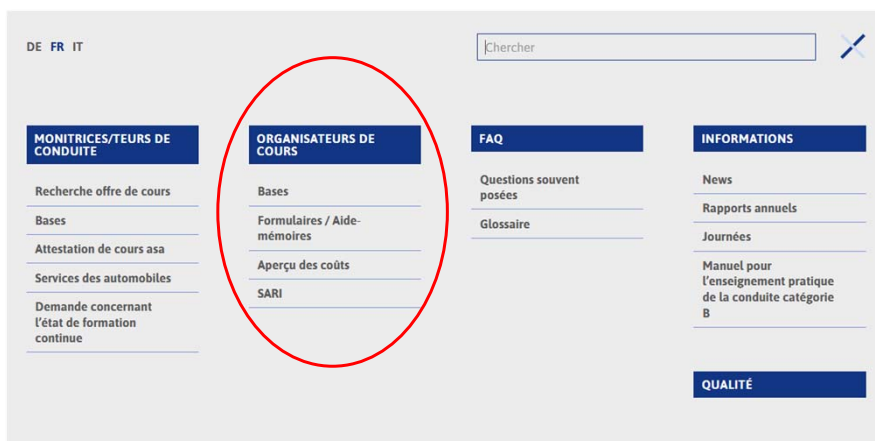 DE FR IT
Chercher
MONITRICES/TEURS DE
CONDUITE
Recherche offre de cours
Bases
Attestation de cours asa
Services des automobiles
Demande concernant
l'état de formation
continue
ORGANISATEURS DE
COURS
Bases
Formulaires / Aide-
mémoires
Aperçu des coûts
SARI
FAQ
Questions souvent
posées
Glossaire
INFORMATIONS
News
Rapports annuels
Journées
Manuel pour
l'enseignement pratique
de la conduite catégorie
B
QUALITÉ